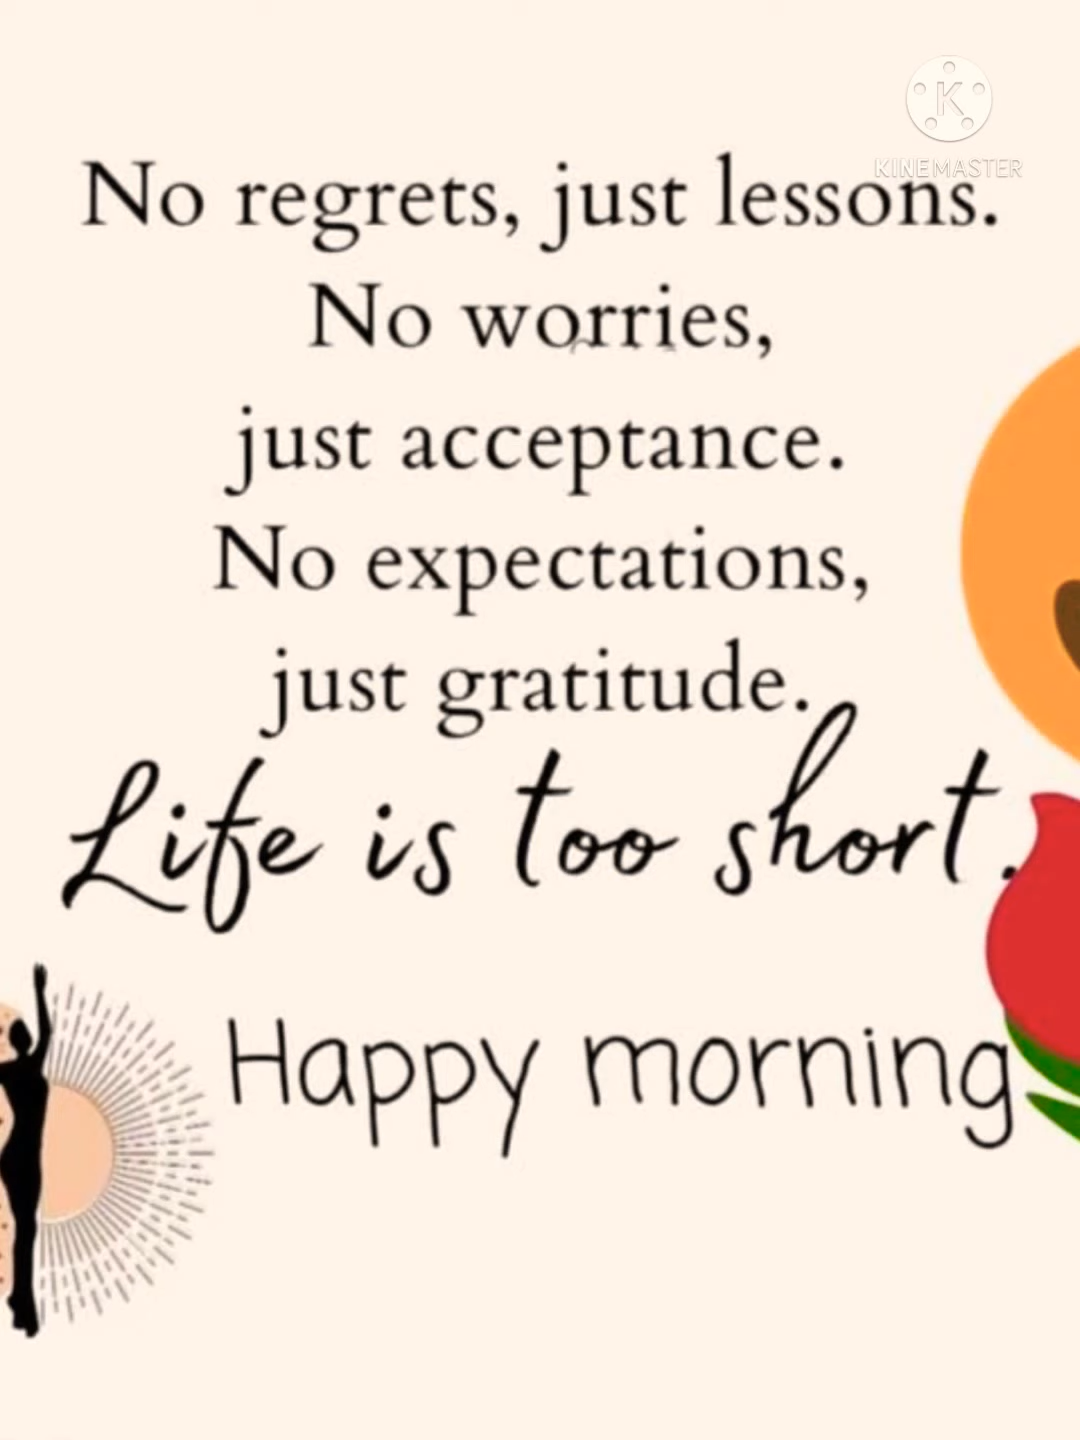 KINEMASTER
No regrets, just lessons.
No worries,
just acceptance.
No expectations,
just gratitude.
Life is too short.
Happy morning